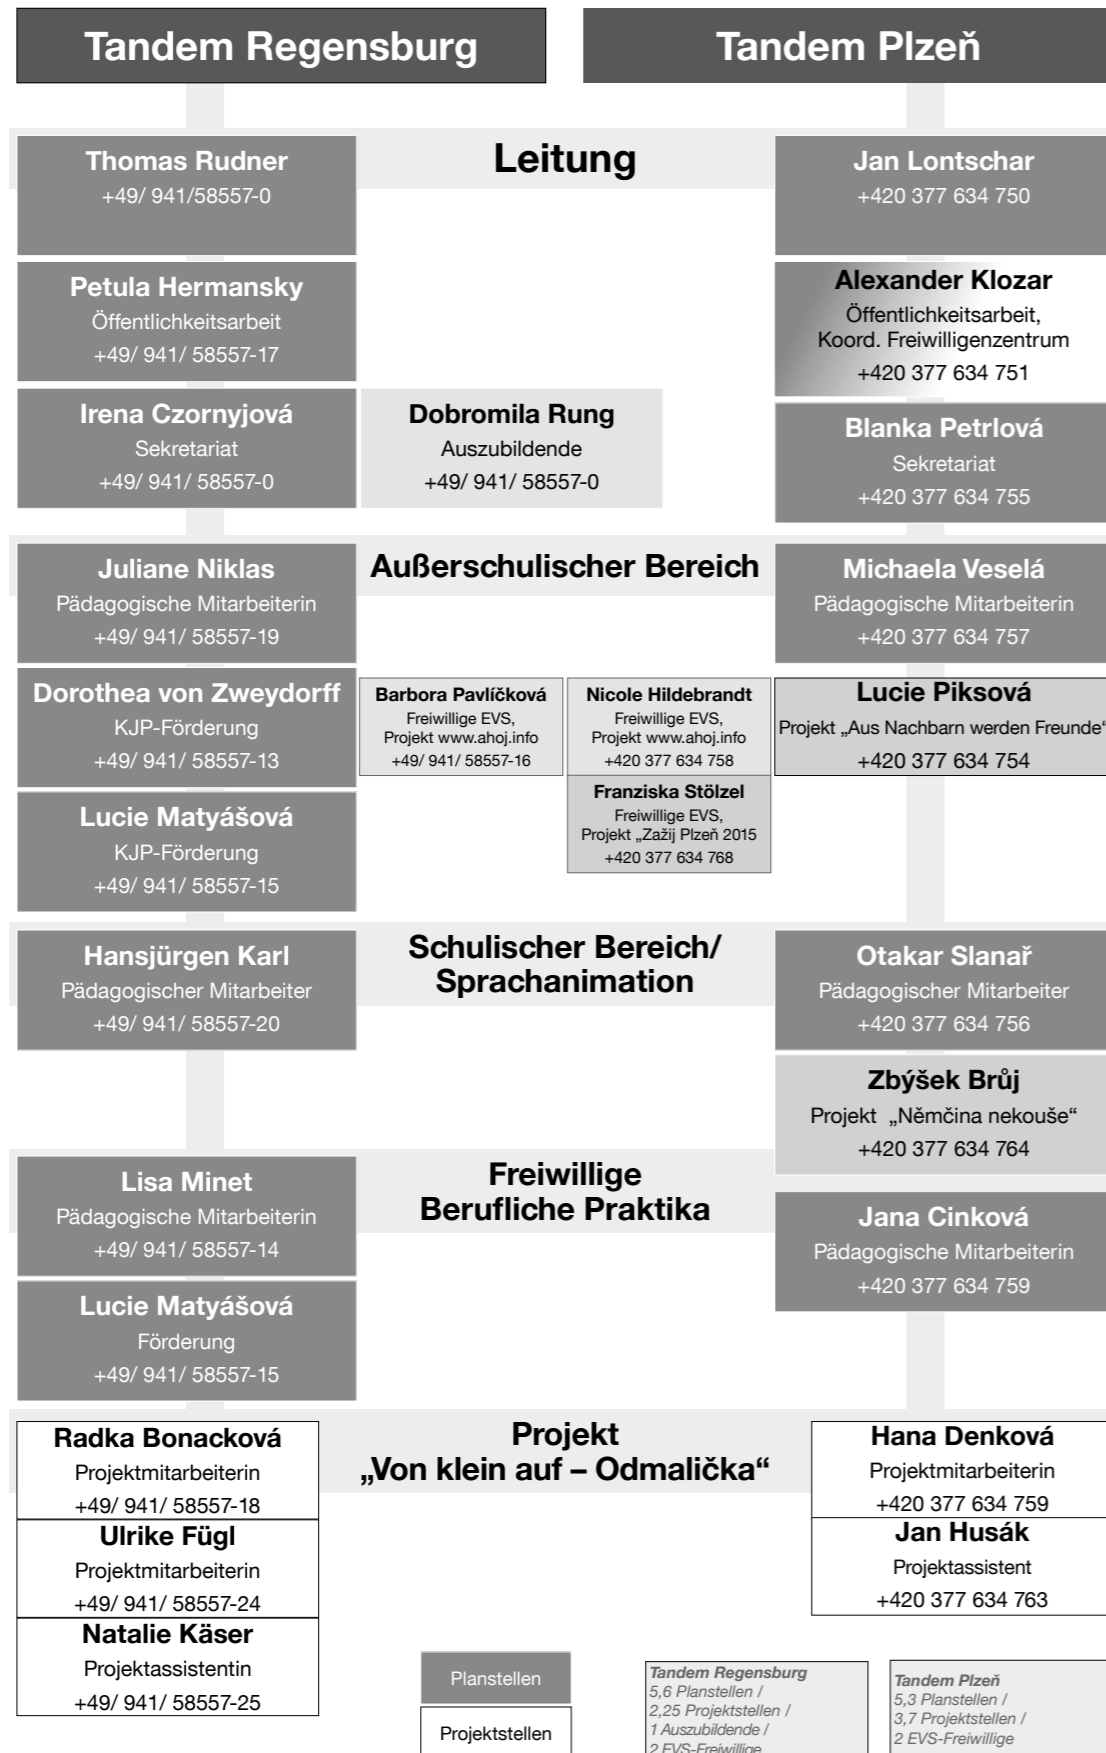 Tandem Regensburg
Tandem Plzeň
Leitung
Thomas Rudner
+49/ 941/58557-0
Jan Lontschar
+420 377 634 750
Petula Hermansky
Öffentlichkeitsarbeit
+49/ 941/ 58557-17
Alexander Klozar
Öffentlichkeitsarbeit,
Koord. Freiwilligenzentrum
+420 377 634 751
Irena Czornyjová
Sekretariat
+49/ 941/ 58557-0
Dobromila Rung
Auszubildende
+49/ 941/ 58557-0
Blanka Petrlová
Sekretariat
+420 377 634 755
Außerschulischer Bereich
Juliane Niklas
Pädagogische Mitarbeiterin
+49/ 941/ 58557-19
Michaela Veselá
Pädagogische Mitarbeiterin
+420 377 634 757
Dorothea von Zweydorff
KJP-Förderung
+49/ 941/ 58557-13
Barbora Pavlíčková
Freiwillige EVS,
Projekt www.ahoj.info
+49/ 941/ 58557-16
Nicole Hildebrandt
Freiwillige EVS,
Projekt www.ahoj.info
+420 377 634 758
Lucie Piksová
Projekt „Aus Nachbarn werden Freunde“
+420 377 634 754
Franziska Stölzel
Freiwillige EVS,
Projekt „Zažij Plzeň 2015
+420 377 634 768
Lucie Matyášová
KJP-Förderung
+49/ 941/ 58557-15
Schulischer Bereich/
Sprachanimation
Hansjürgen Karl
Pädagogischer Mitarbeiter
+49/ 941/ 58557-20
Otakar Slanař
Pädagogischer Mitarbeiter
+420 377 634 756
Zbýšek Brůj
Projekt „Němčina nekouše“
+420 377 634 764
Freiwillige
Berufliche Praktika
Lisa Minet
Pädagogische Mitarbeiterin
+49/ 941/ 58557-14
Jana Cinková
Pädagogische Mitarbeiterin
+420 377 634 759
Lucie Matyášová
Förderung
+49/ 941/ 58557-15
Projekt
„Von klein auf – Odmalička“
Radka Bonacková
Projektmitarbeiterin
+49/ 941/ 58557-18
Hana Denková
Projektmitarbeiterin
+420 377 634 759
Ulrike Fügl
Projektmitarbeiterin
+49/ 941/ 58557-24
Jan Husák
Projektassistent
+420 377 634 763
Natalie Käser
Projektassistentin
+49/ 941/ 58557-25
Planstellen
Projektstellen
Tandem Regensburg
5,6 Planstellen /
2,25 Projektstellen /
1 Auszubildende /
2 EVS-Freiwillige
Tandem Plzeň
5,3 Planstellen /
3,7 Projektstellen /
2 EVS-Freiwillige